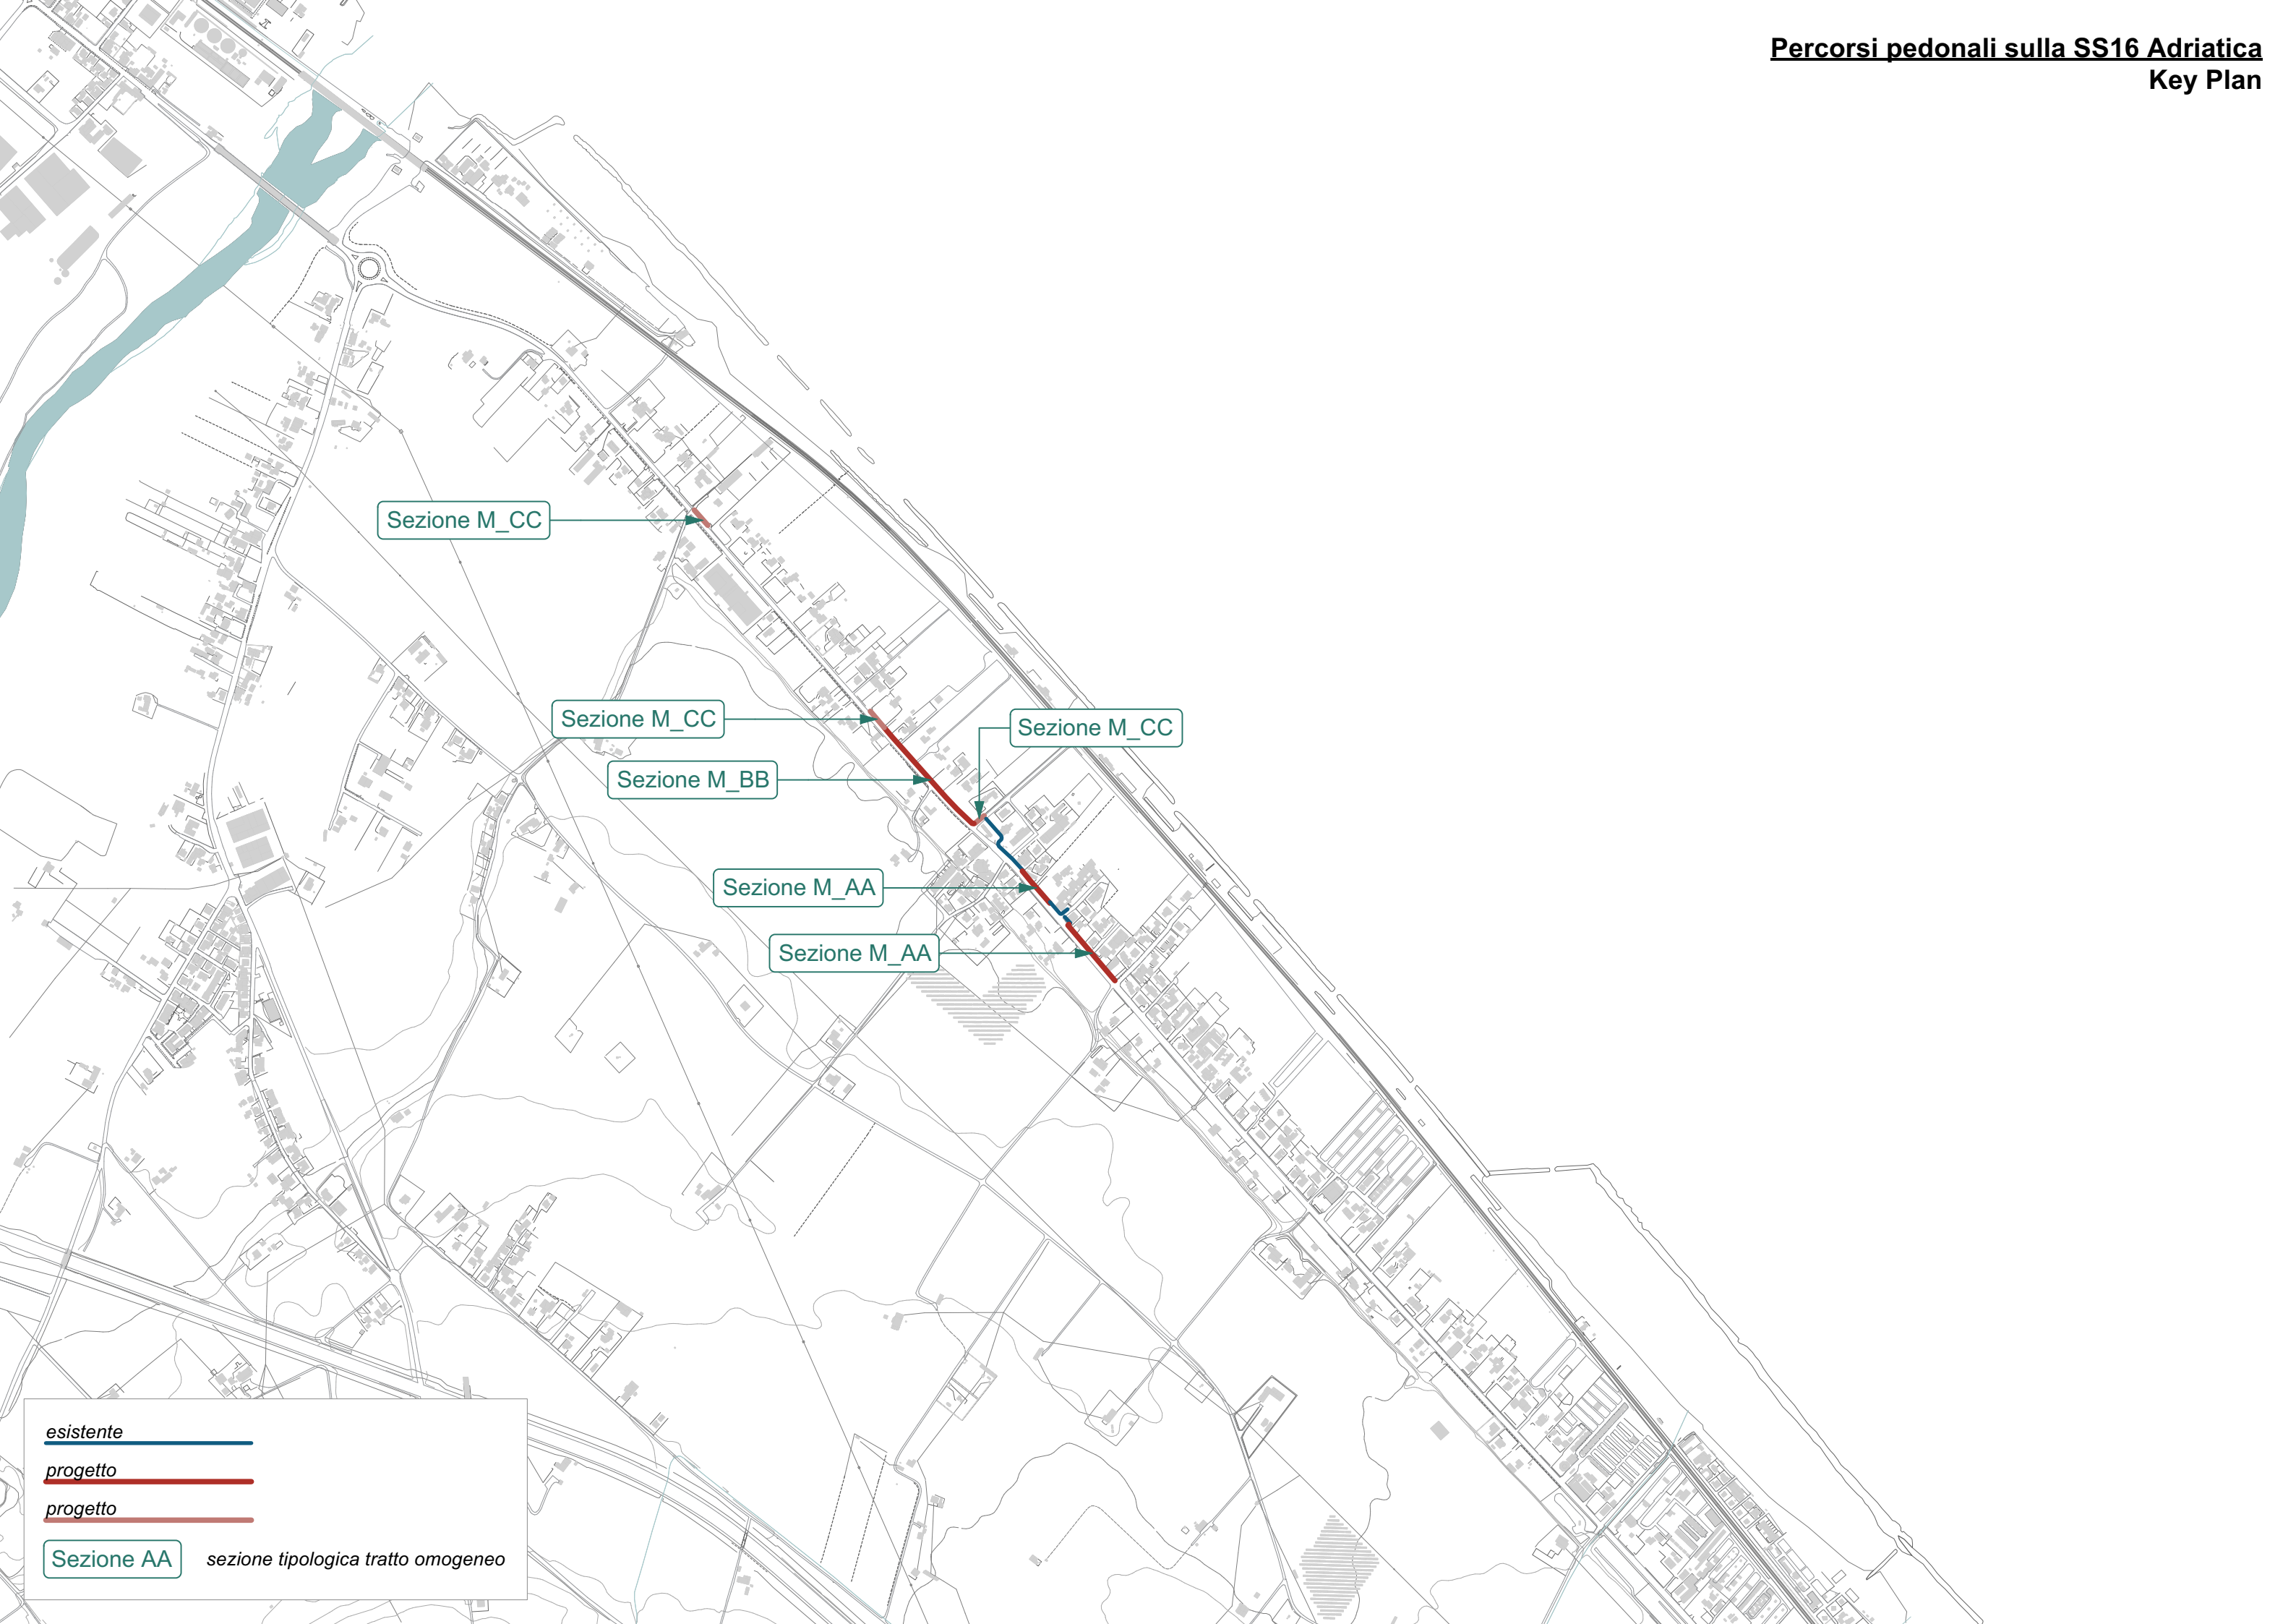 Percorsi pedonali sulla SS16 Adriatica
Key Plan
Sezione M_CC
Sezione M_CC
Sezione M_CC
Sezione M_BB
Sezione M_AA
Sezione M_AA
esistente
progetto
progetto
Sezione AA sezione tipologica tratto omogeneo